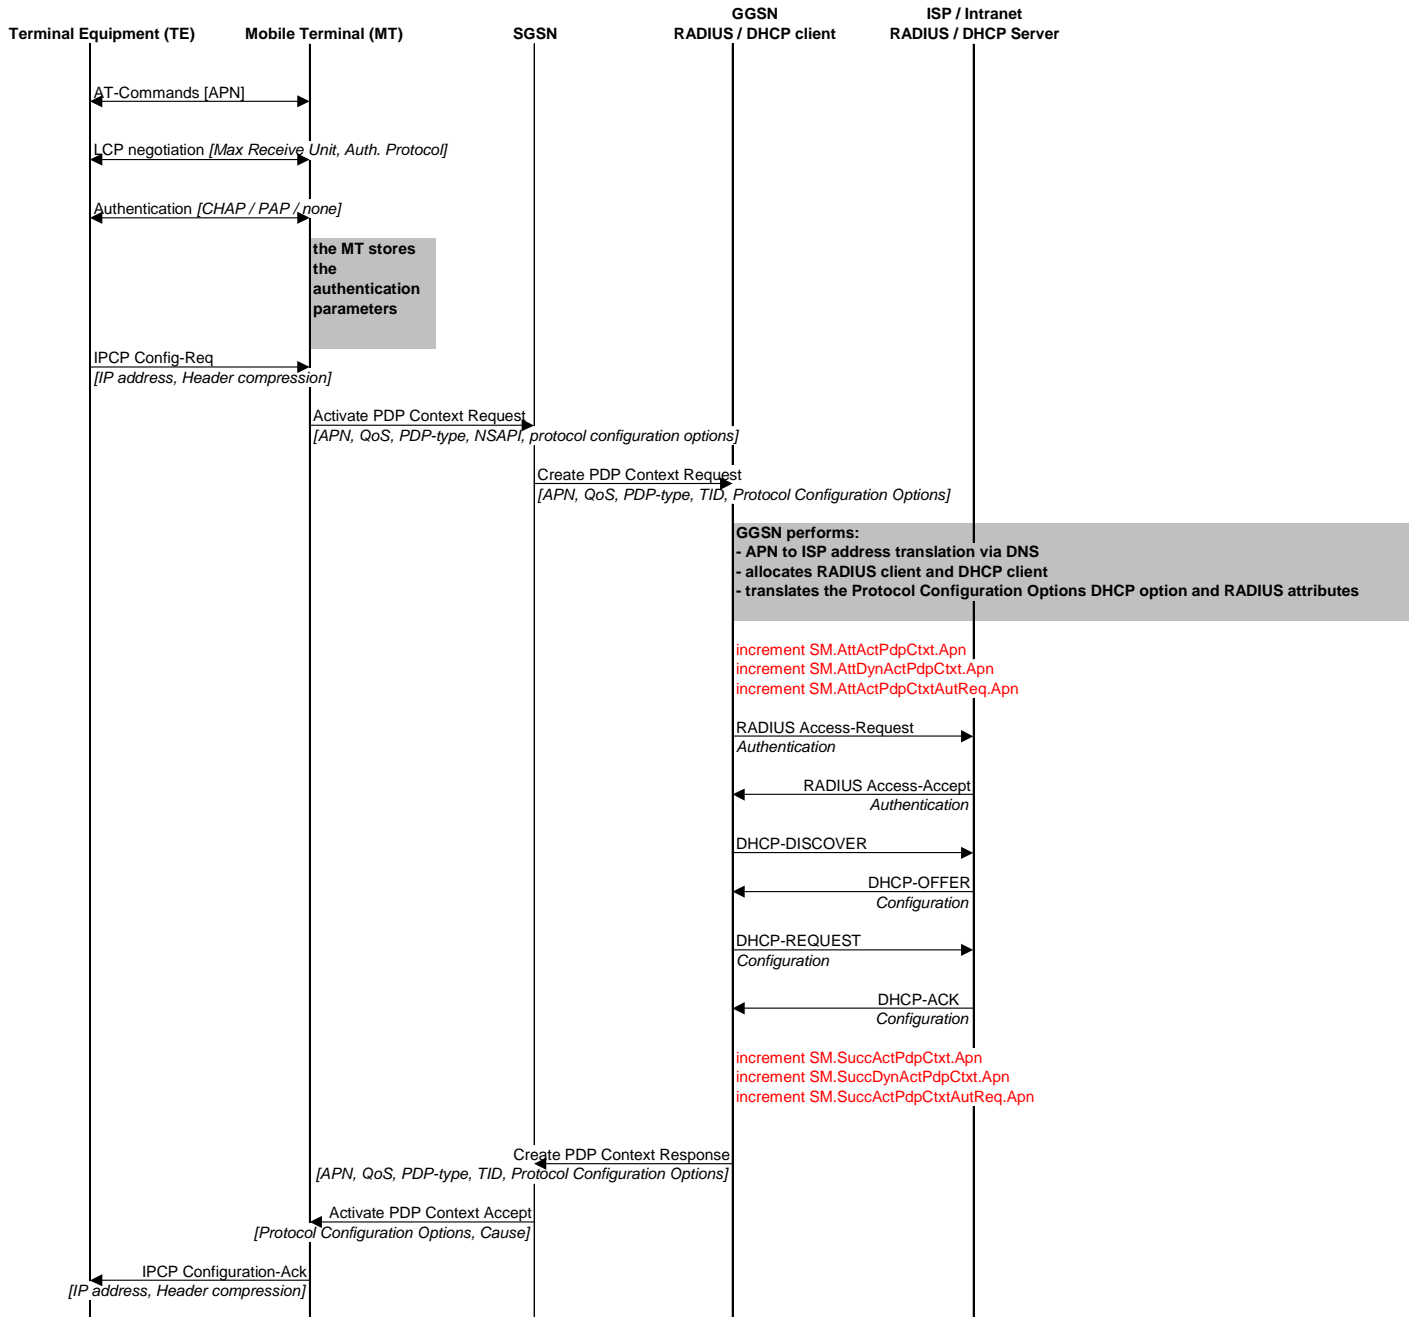 GGSN
ISP / Intranet
Terminal Equipment (TE)
Mobile Terminal (MT)
SGSN
RADIUS / DHCP client
RADIUS / DHCP Server
AT-Commands [APN]
LCP negotiation [Max Receive Unit, Auth. Protocol]
Authentication [CHAP / PAP / none]
the MT stores
the
authentication
parameters
IPCP Config-Req
[IP address, Header compression]
Activate PDP Context Request
[APN, QoS, PDP-type, NSAPI, protocol configuration options]
Create PDP Context Request
[APN, QoS, PDP-type, TID, Protocol Configuration Options]
GGSN performs:
- APN to ISP address translation via DNS
- allocates RADIUS client and DHCP client
- translates the Protocol Configuration Options DHCP option and RADIUS attributes
increment SM.AttActPdpCtxt.Apn
increment SM.AttDynActPdpCtxt.Apn
increment SM.AttActPdpCtxtAutReq.Apn
RADIUS Access-Request
Authentication
RADIUS Access-Accept
Authentication
DHCP-DISCOVER
DHCP-OFFER
Configuration
DHCP-REQUEST
Configuration
DHCP-ACK
Configuration
increment SM.SuccActPdpCtxt.Apn
increment SM.SuccDynActPdpCtxt.Apn
increment SM.SuccActPdpCtxtAutReq.Apn
Create PDP Context Response
[APN, QoS, PDP-type, TID, Protocol Configuration Options]
Activate PDP Context Accept
[Protocol Configuration Options, Cause]
IPCP Configuration-Ack
[IP address, Header compression]